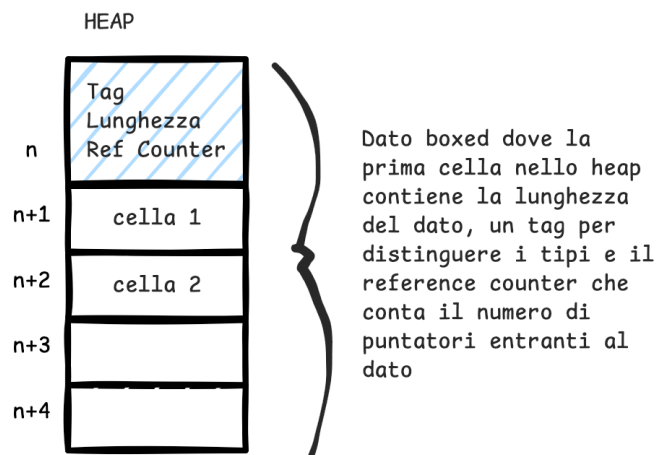 HEAP
Tag
Lunghezza
n
Ref Counter
n+1
cella 1
n+2
cella 2
n+3
n+4
Dato boxed dove la
prima cella nello heap
contiene la lunghezza
del dato, un tag per
distinguere i tipi e il
reference counter che
conta il numero di
puntatori entranti al
dato